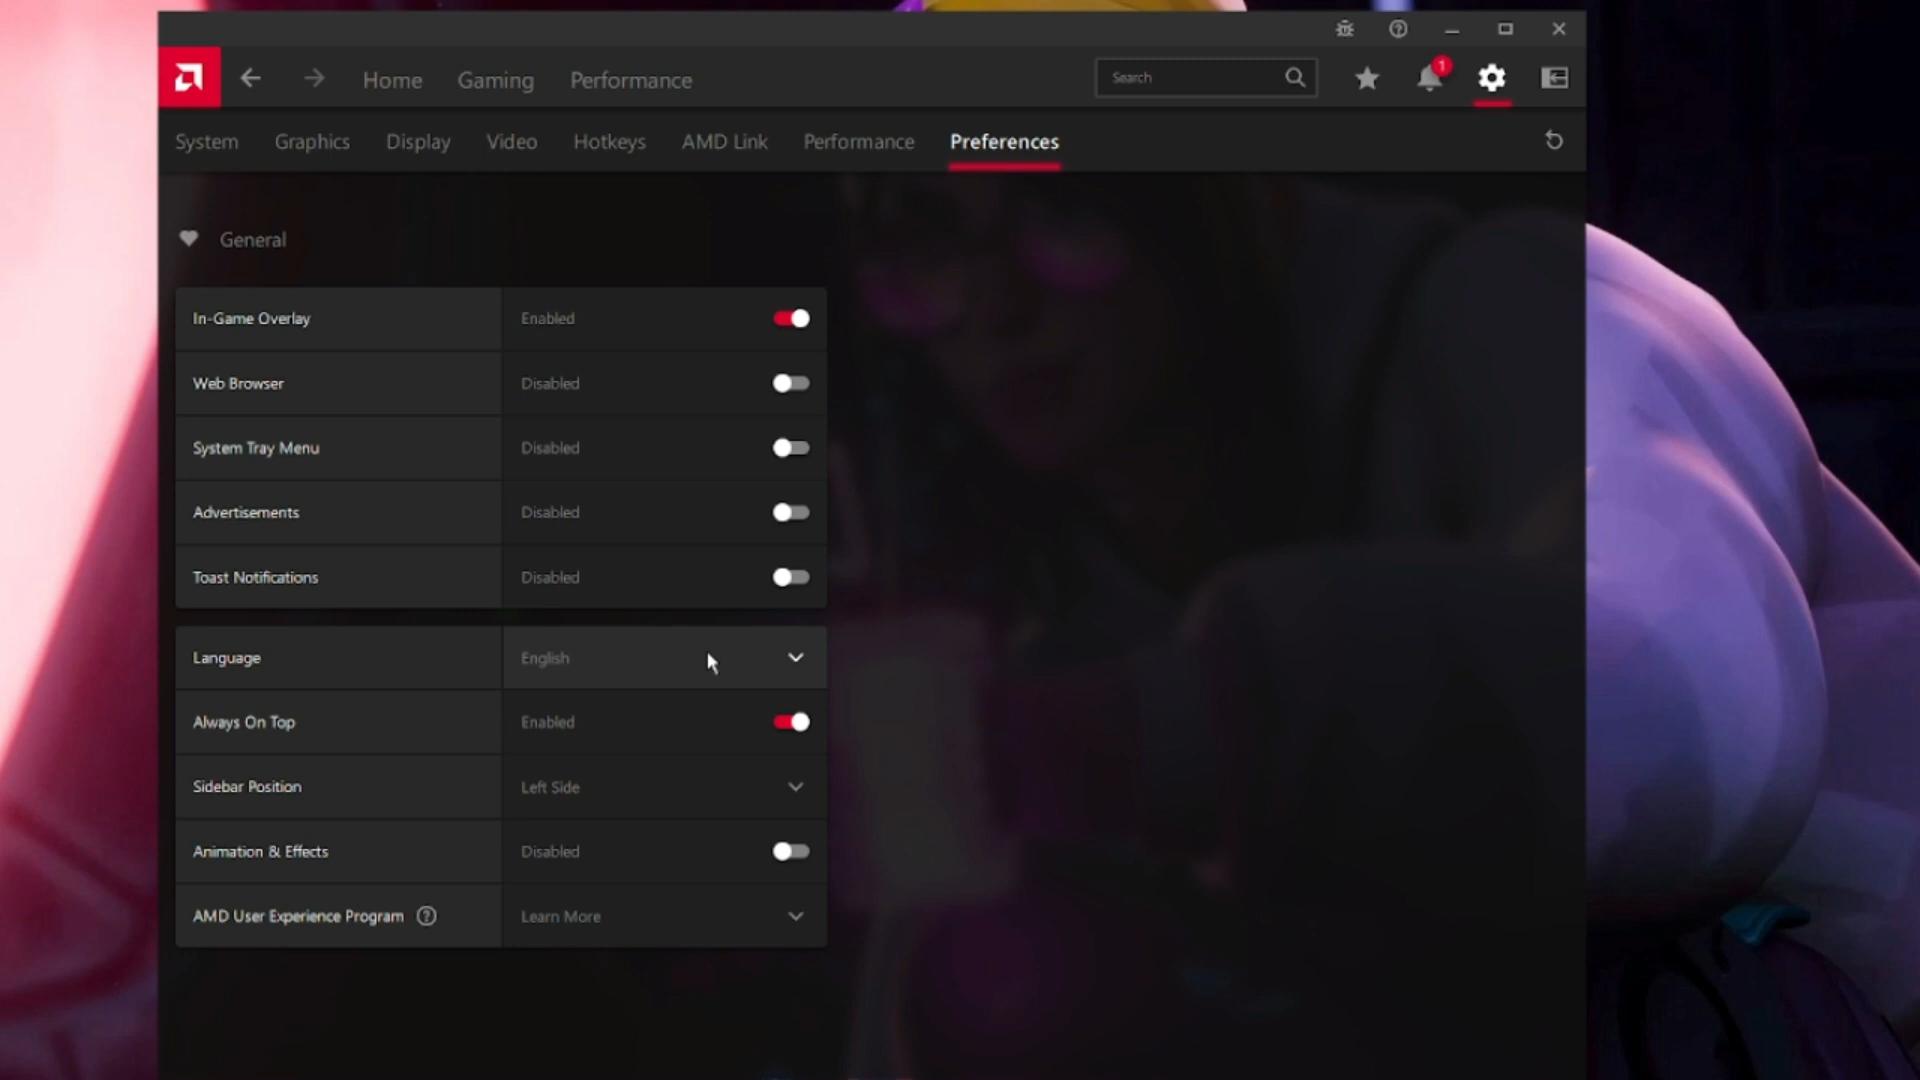 Home Gaming Performance Search 1
System Graphics Display Video Hotkeys AMD Link Performance Preferences
General
In-Game Overlay Enabled
Web Browser Disabled
System Tray Menu Disabled
Advertisements Disabled
Toast Notifications Disabled
Language English
Always On Top Enabled
Sidebar Position Left Side
Animation & Effects Disabled
AMD User Experience Program ? Learn More